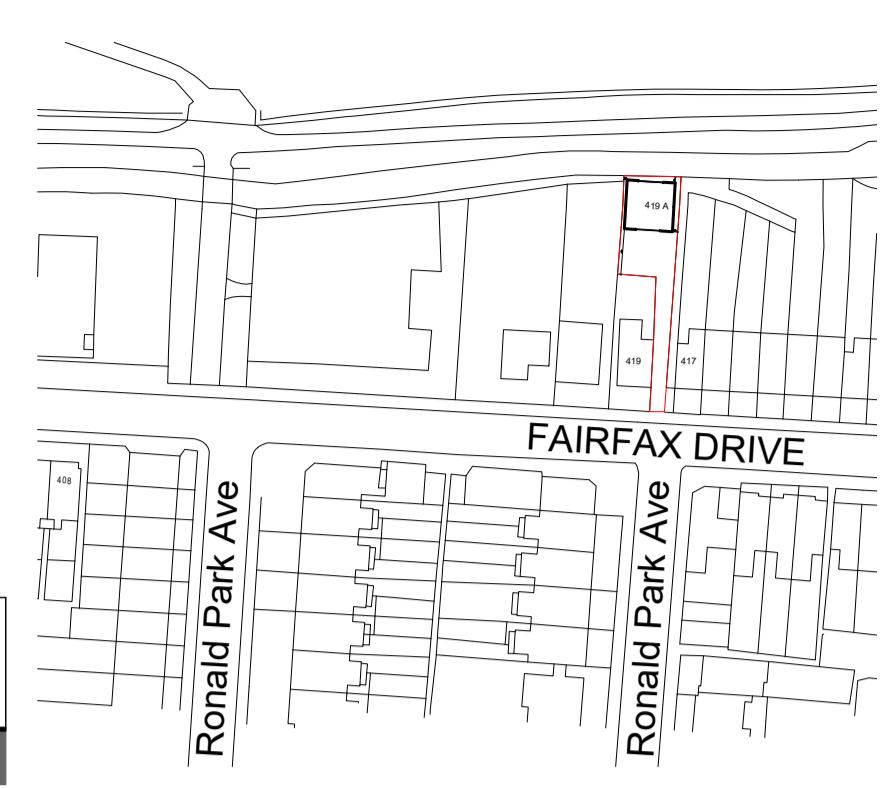 419 A
419
417
FAIRFAX DRIVE
408
Ronald Park Ave
Ronald Park Ave